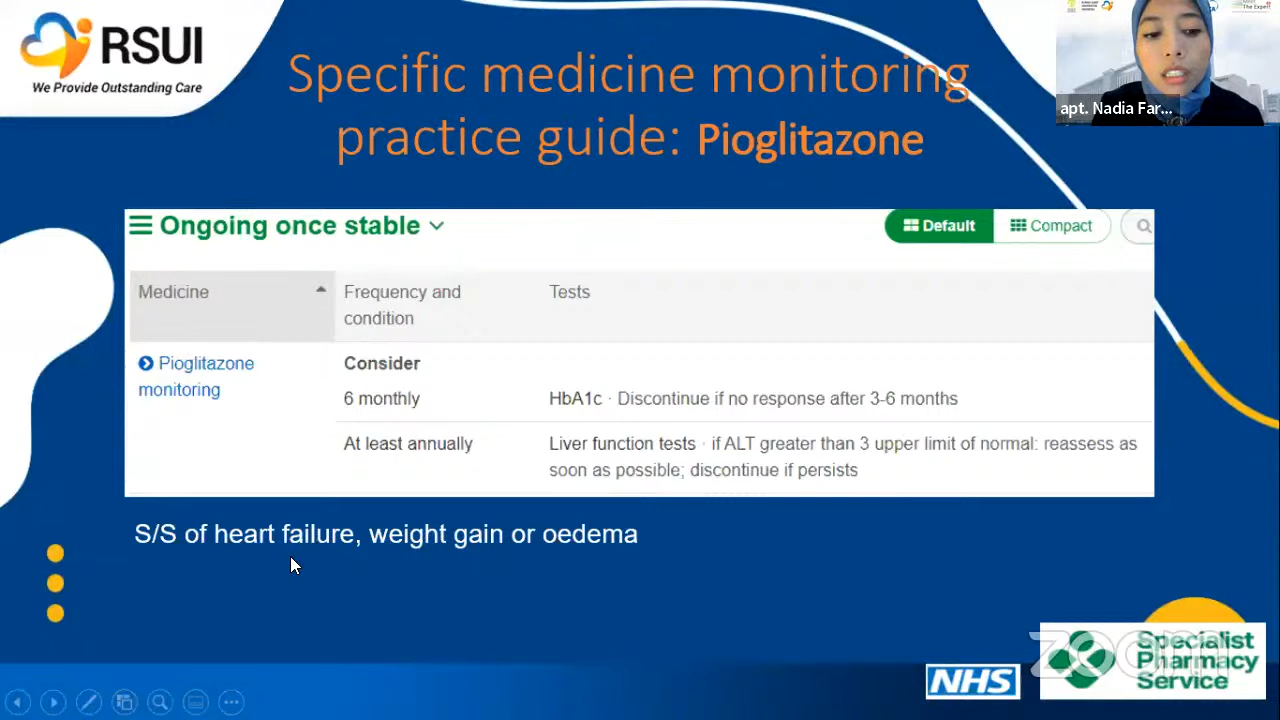 RSUI
We Provide Outstanding Care
Specific medicine monitoring
practice guide: Pioglitazone
The Expert
apt. Nadia Far...
Ongoing once stable
Default
Compact
Medicine
Frequency and
condition
Tests
Pioglitazone
monitoring
Consider
6 monthly
HbA1c · Discontinue if no response after 3-6 months
At least annually
Liver function tests · if ALT greater than 3 upper limit of normal: reassess as
soon as possible; discontinue if persists
S/S of heart failure, weight gain or oedema
NHS
Specialist
Pharmacy
Service
zoom